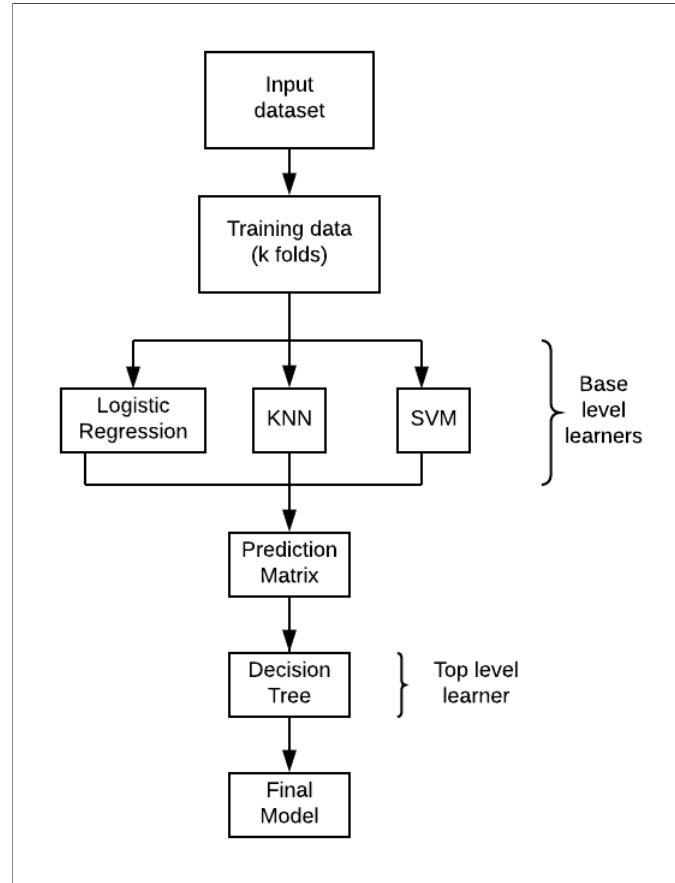 Input
dataset
Training data
(k folds)
Logistic
Regression
KNN
SVM
Base
level
learners
Prediction
Matrix
Decision
Tree
Top level
learner
Final
Model